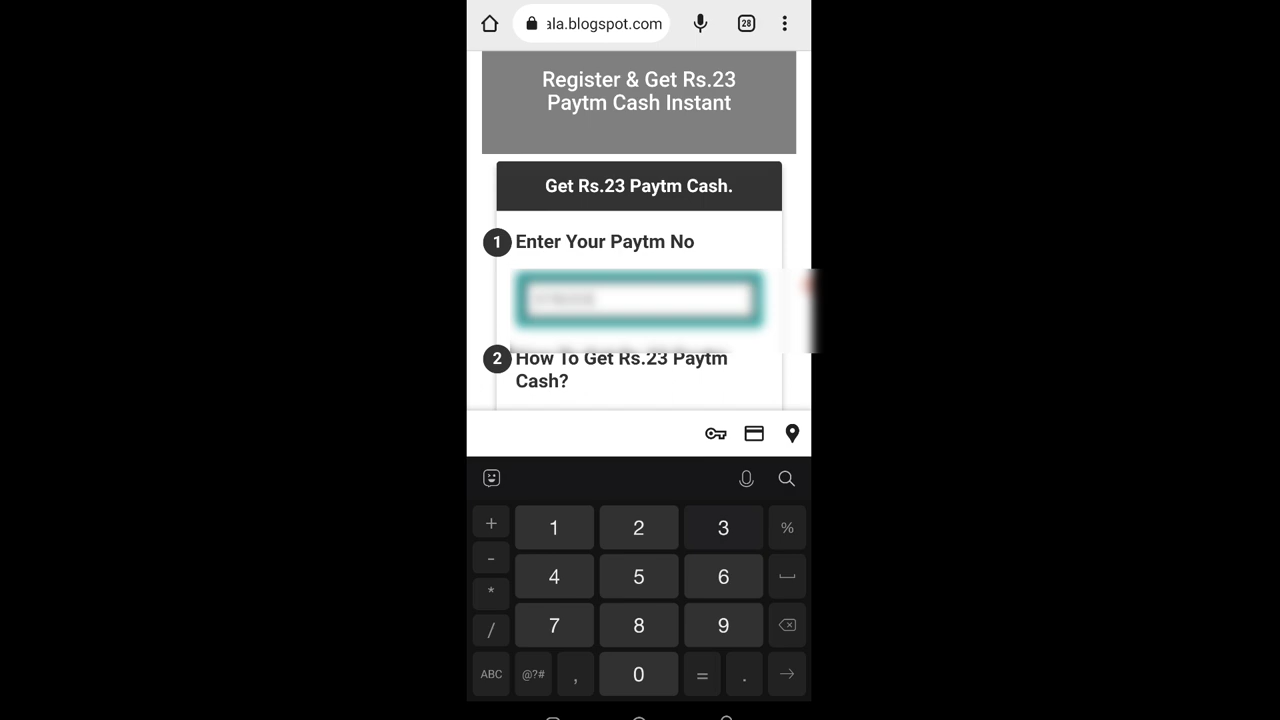 ala.blogspot.com
28
Register & Get Rs.23
Paytm Cash Instant
Get Rs.23 Paytm Cash.
1 Enter Your Paytm No
2 How To Get Rs.23 Paytm
Cash?
+ 1 2 3 %
- 4 5 6
* 7 8 9
/
ABC @?# , 0 = .